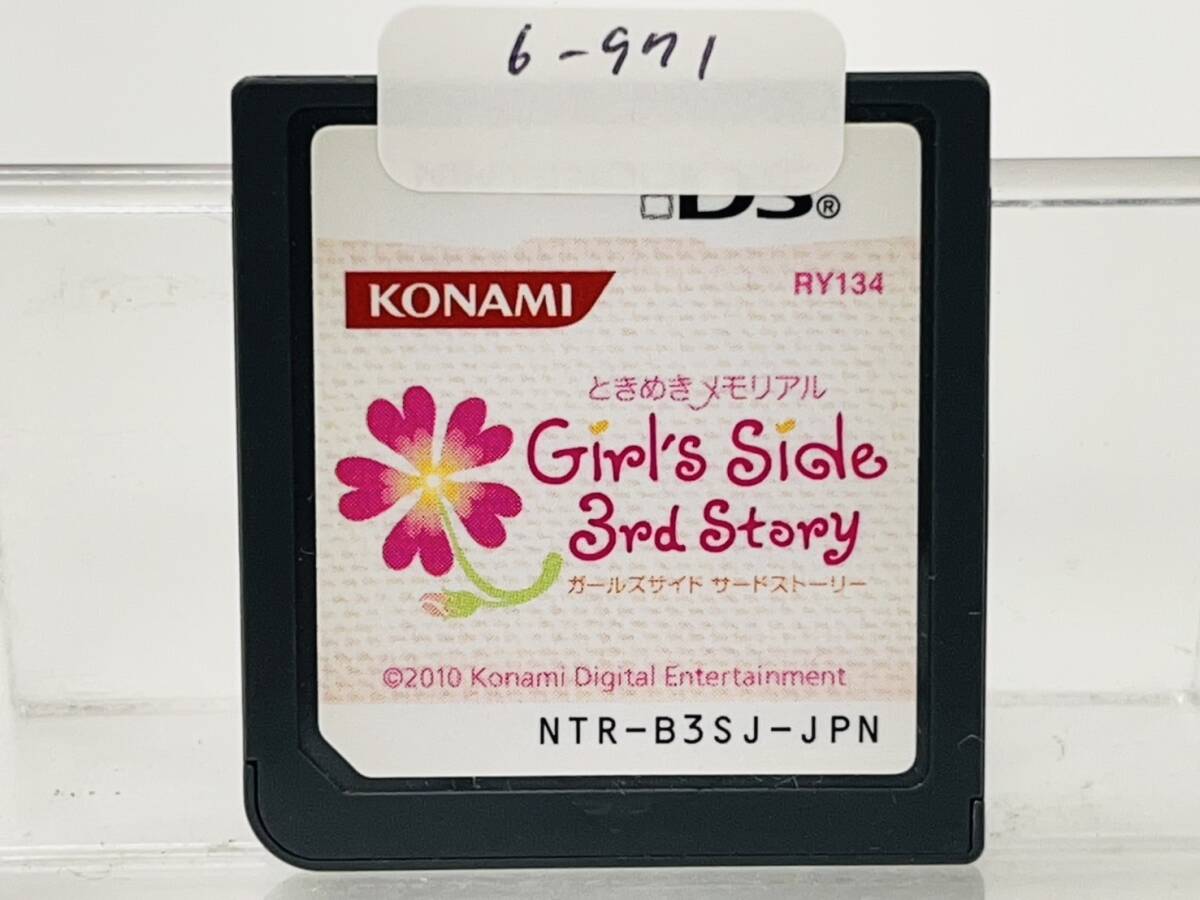 6-971
DS®
KONAMI
RY134
ときめきメモリアル
Girl's Side
3rd Story
ガールズサイド サードストーリー
©2010 Konami Digital Entertainment
NTR-B3SJ-JPN